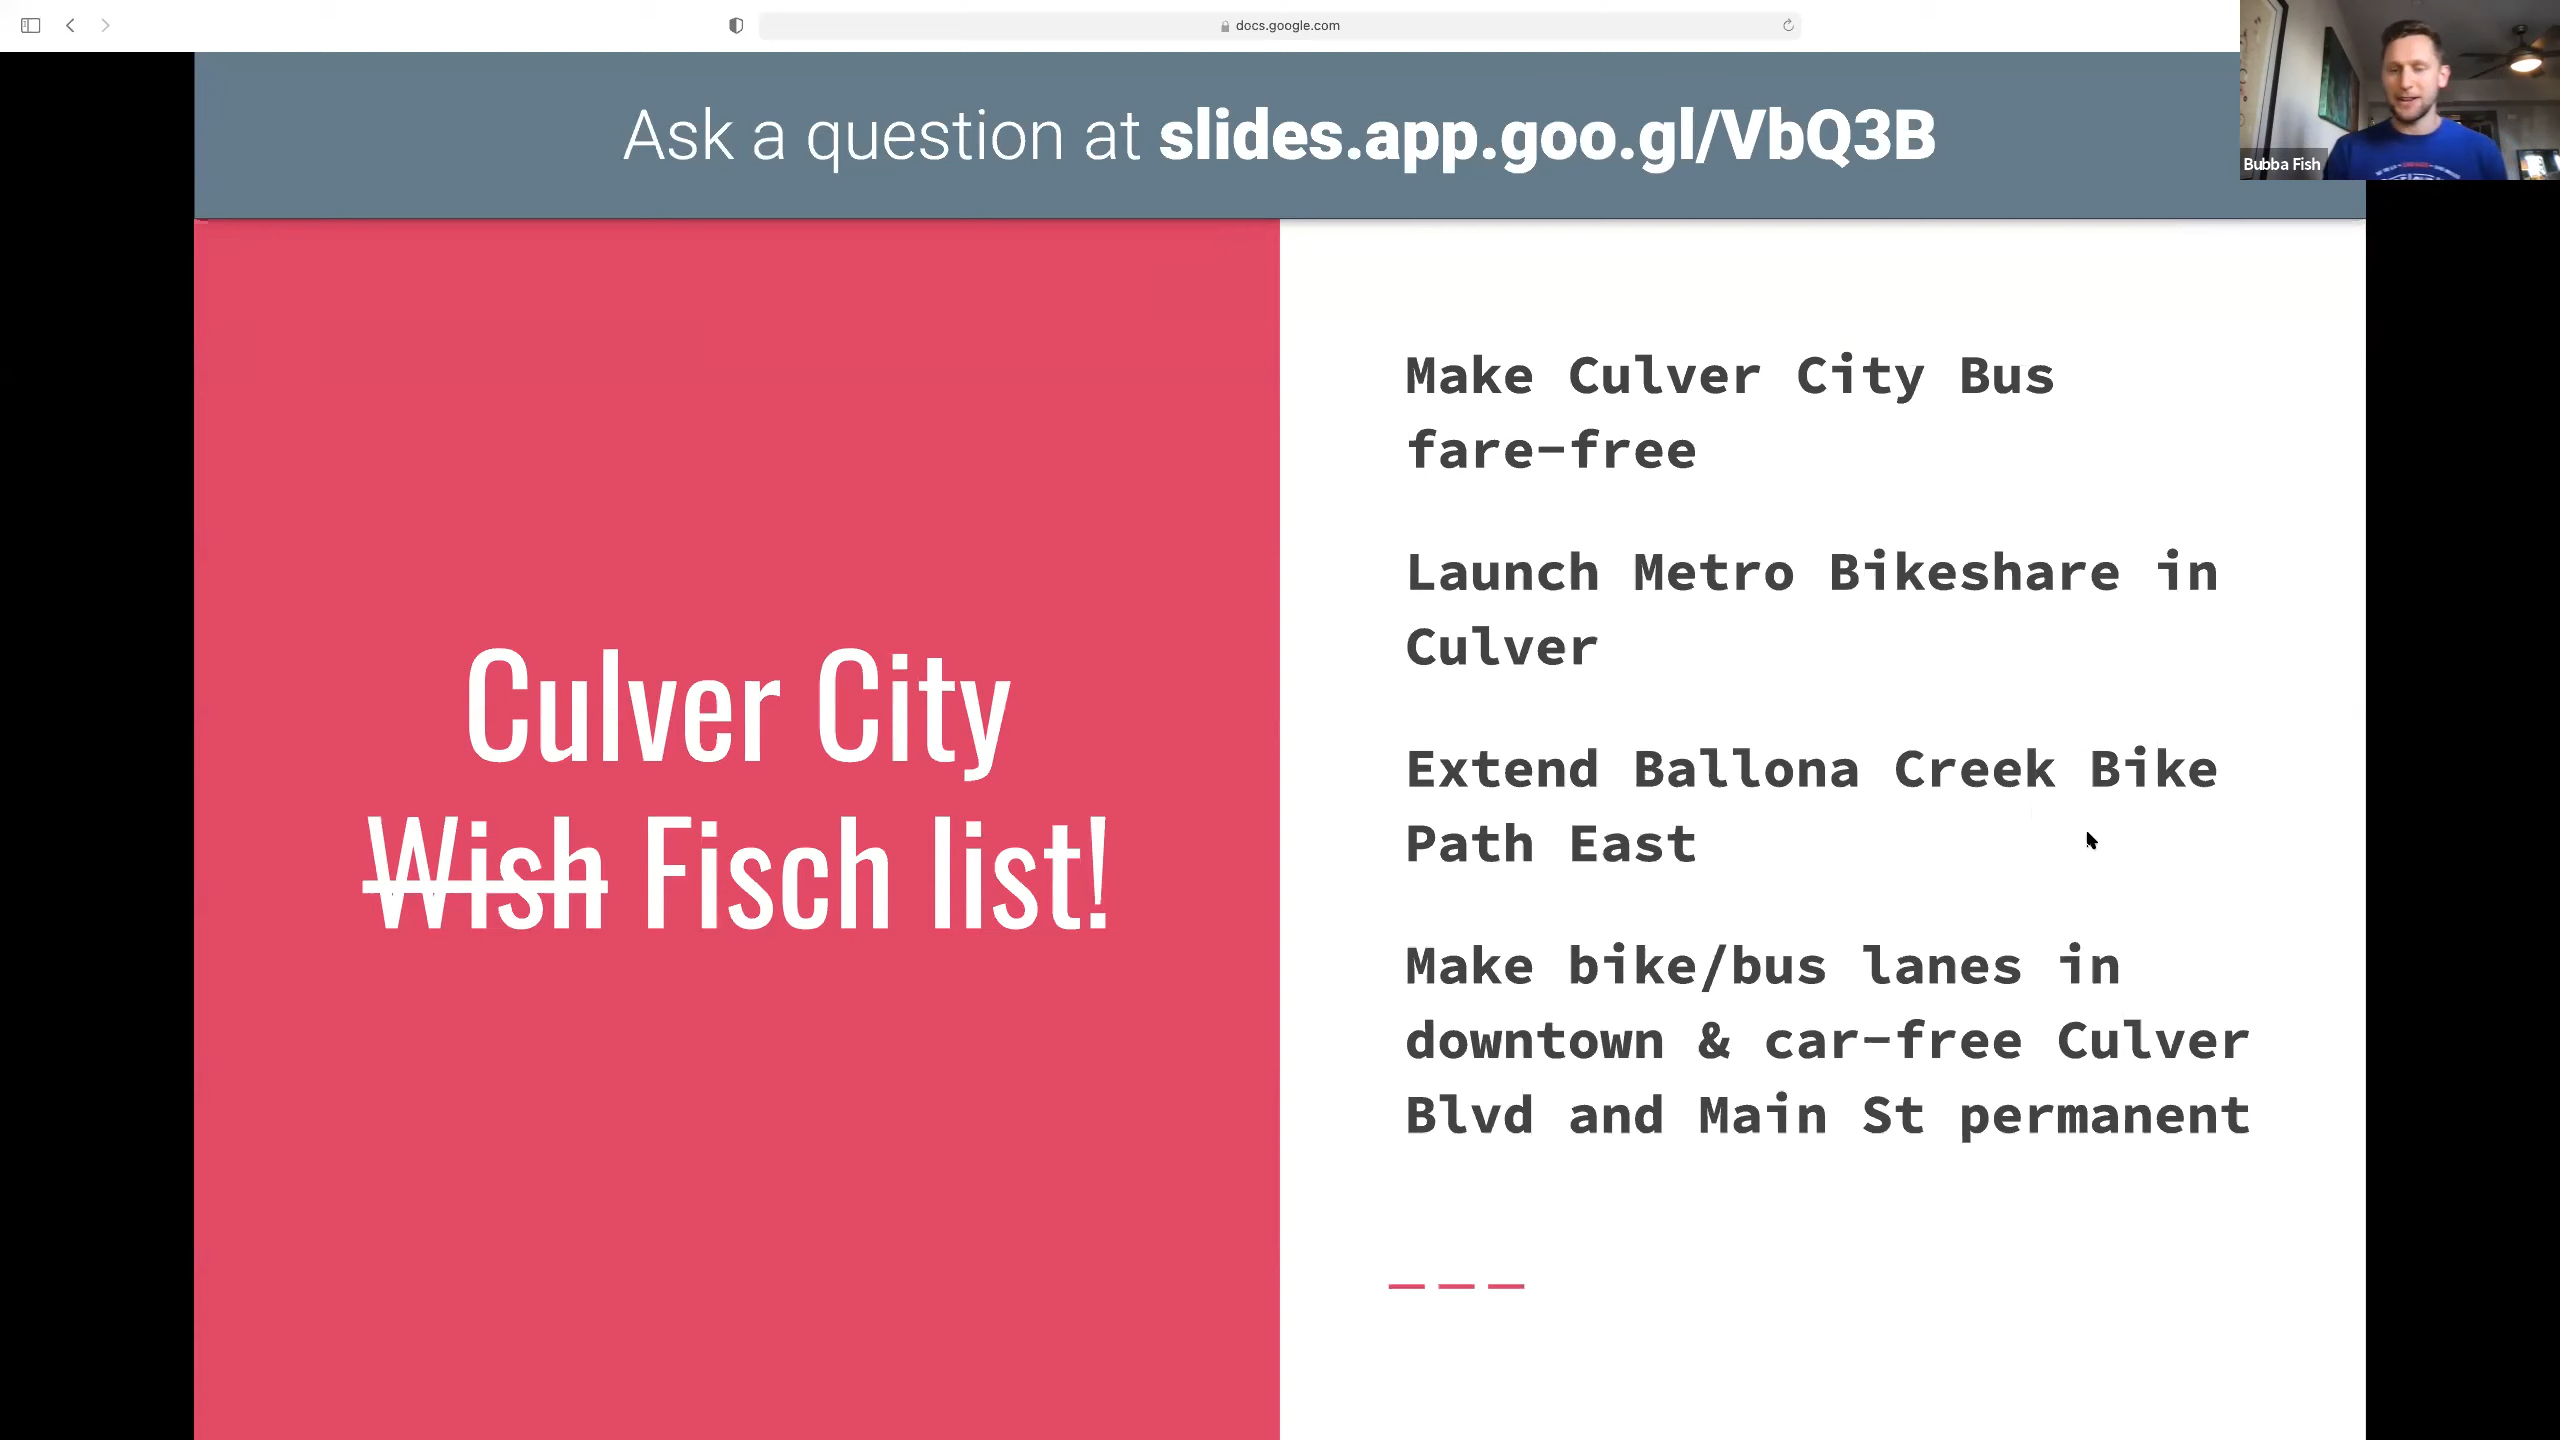 docs.google.com
Ask a question at slides.app.goo.gl/VbQ3B
Bubba Fish
Culver City
Wish Fisch list!
Make Culver City Bus
fare-free
Launch Metro Bikeshare in
Culver
Extend Ballona Creek Bike
Path East
Make bike/bus lanes in
downtown & car-free Culver
Blvd and Main St permanent